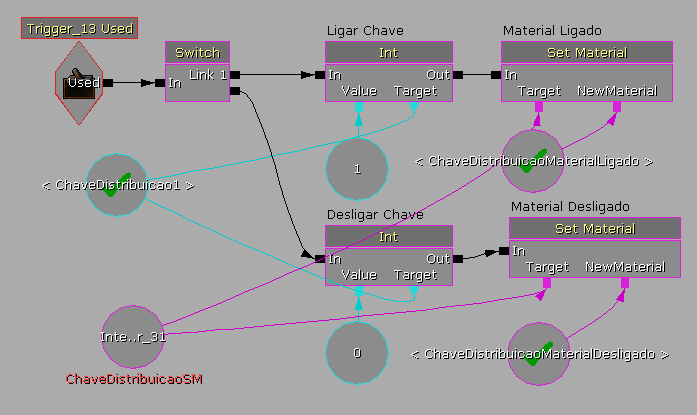 Trigger_13 Used
Used
Switch
In
Link 1
Ligar Chave
Int
In
Out
Value
Target
1
Material Ligado
Set Material
In
Target
NewMaterial
< ChaveDistribuicaoMaterialLigado >
< ChaveDistribuicao1 >
Desligar Chave
Int
In
Out
Value
Target
0
Material Desligado
Set Material
In
Target
NewMaterial
< ChaveDistribuicaoMaterialDesligado >
Inte..r_31
ChaveDistribuicaoSM